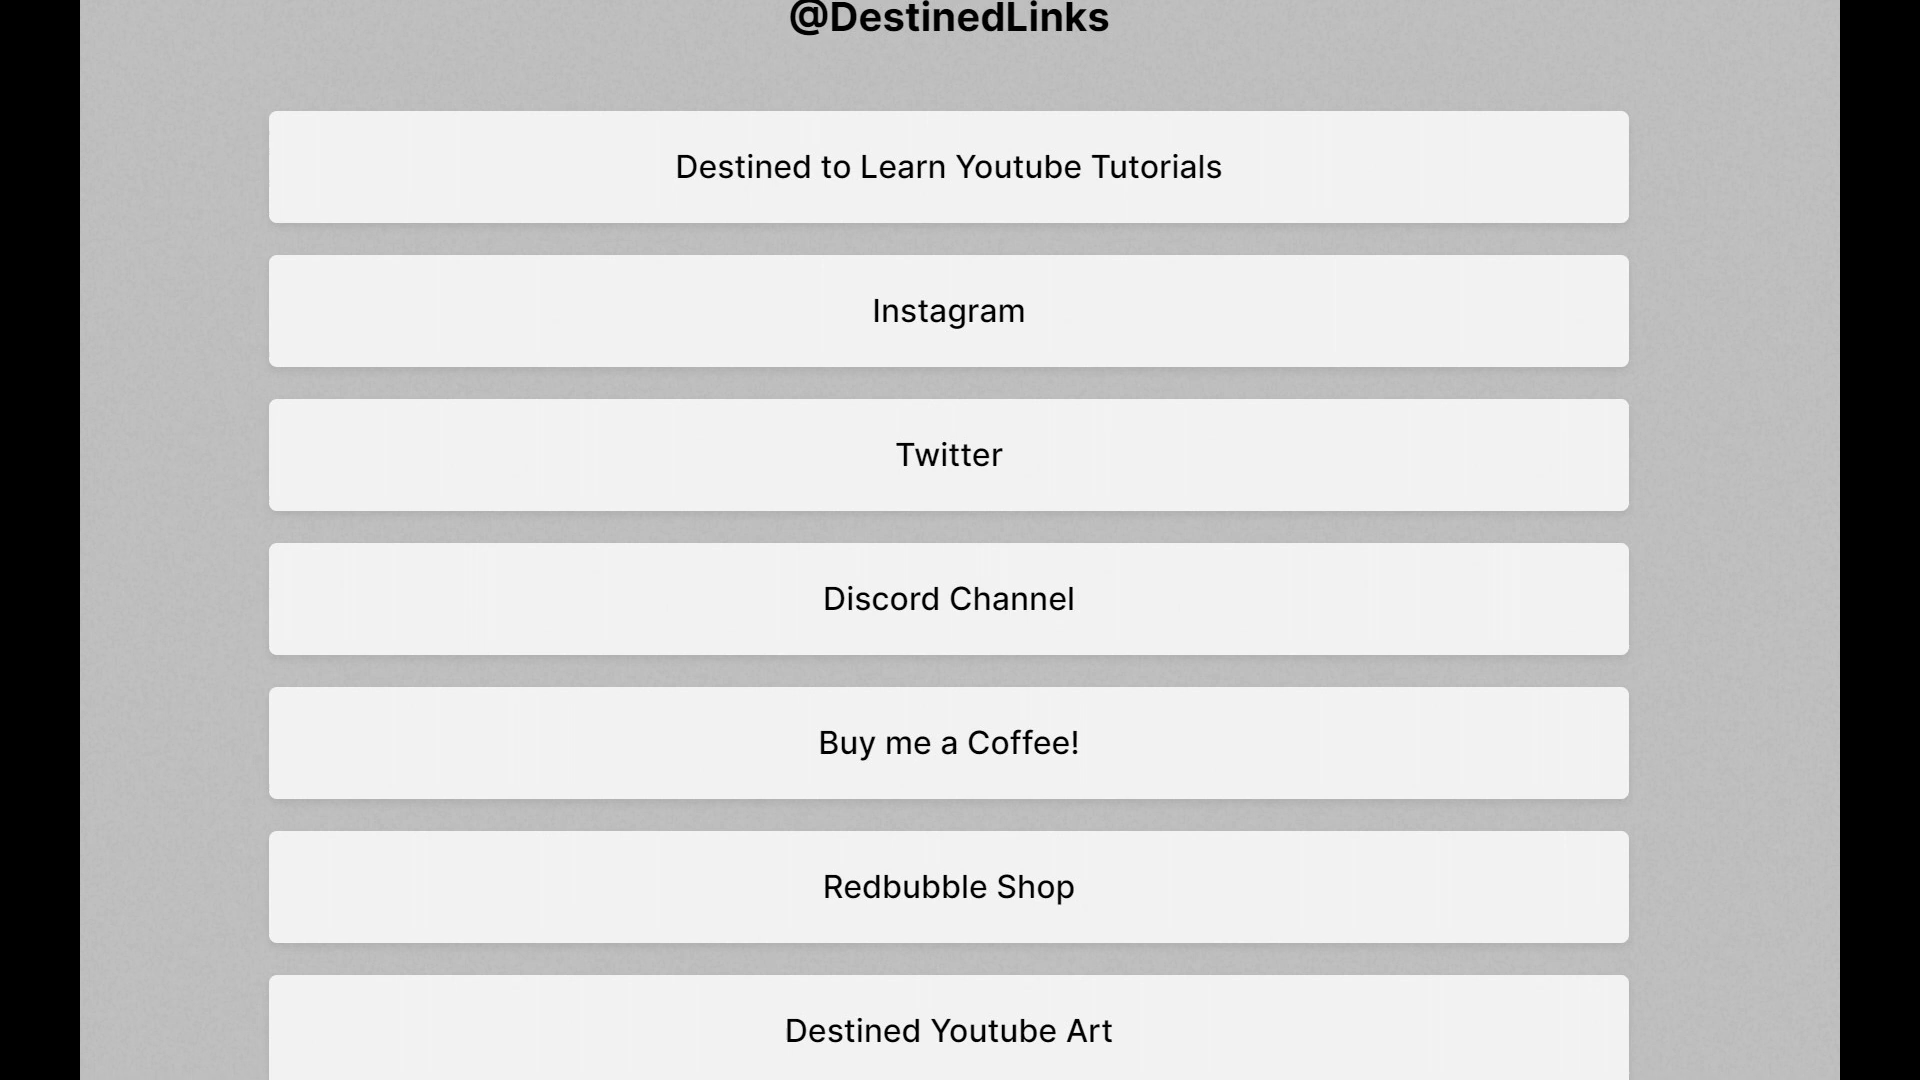 @DestinedLinks
Destined to Learn Youtube Tutorials
Instagram
Twitter
Discord Channel
Buy me a Coffee!
Redbubble Shop
Destined Youtube Art